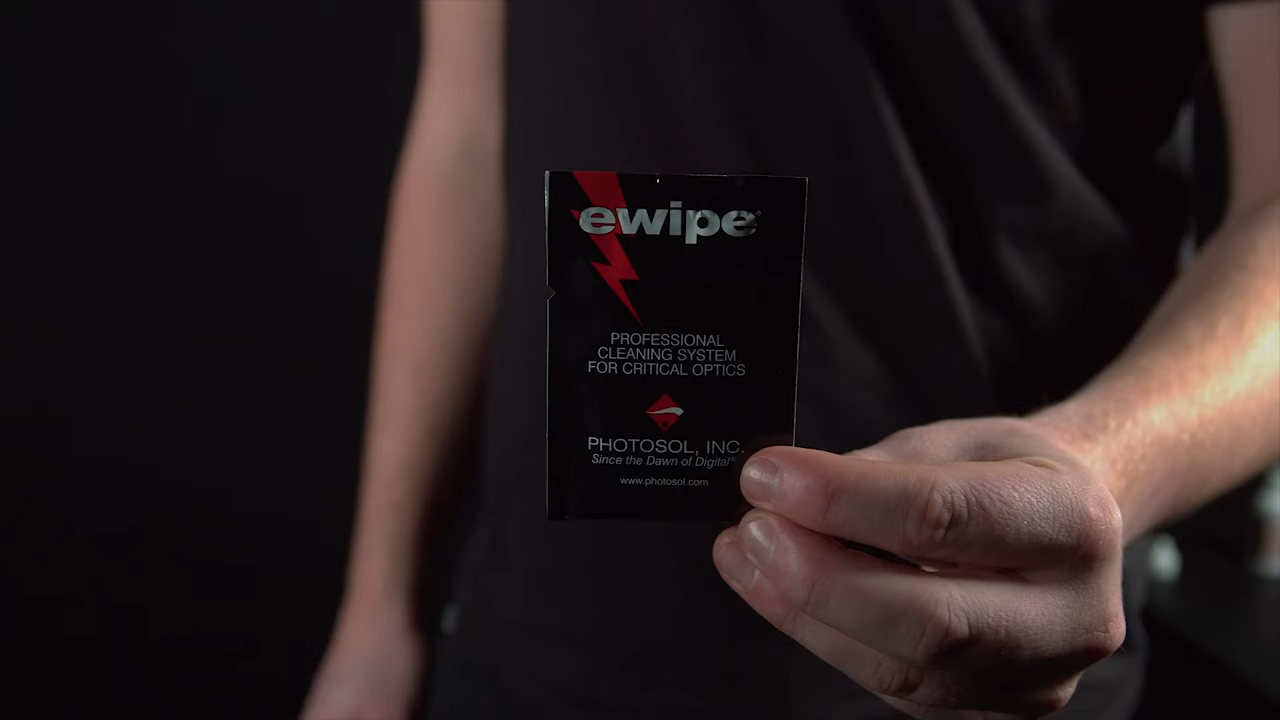 ewipe®
PROFESSIONAL
CLEANING SYSTEM
FOR CRITICAL OPTICS
PHOTOSOL, INC.
Since the Dawn of Digital®
www.photosol.com